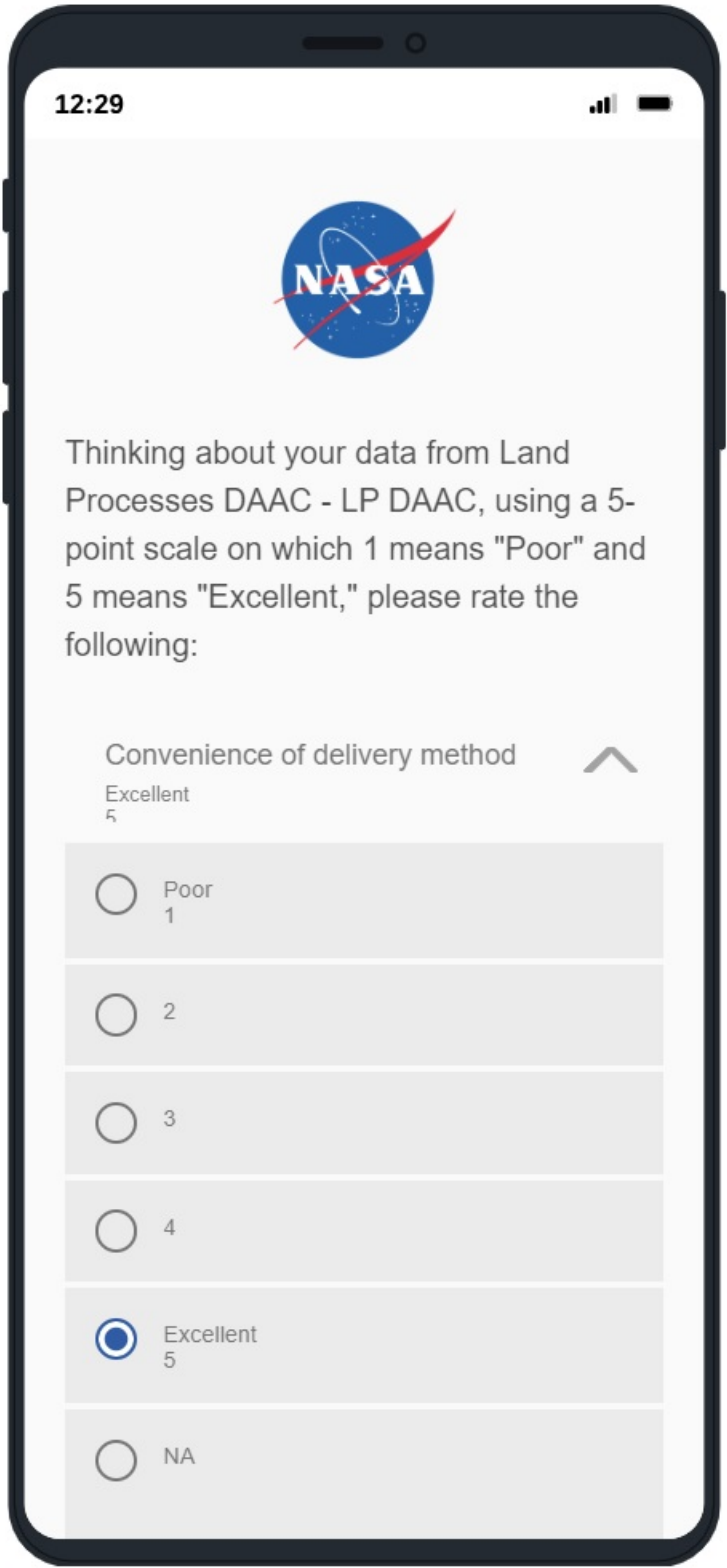 12:29
NASA
Thinking about your data from Land
Processes DAAC - LP DAAC, using a 5-
point scale on which 1 means "Poor" and
5 means "Excellent," please rate the
following:
Convenience of delivery method
Excellent
5
Poor
1
2
3
4
Excellent
5
NA